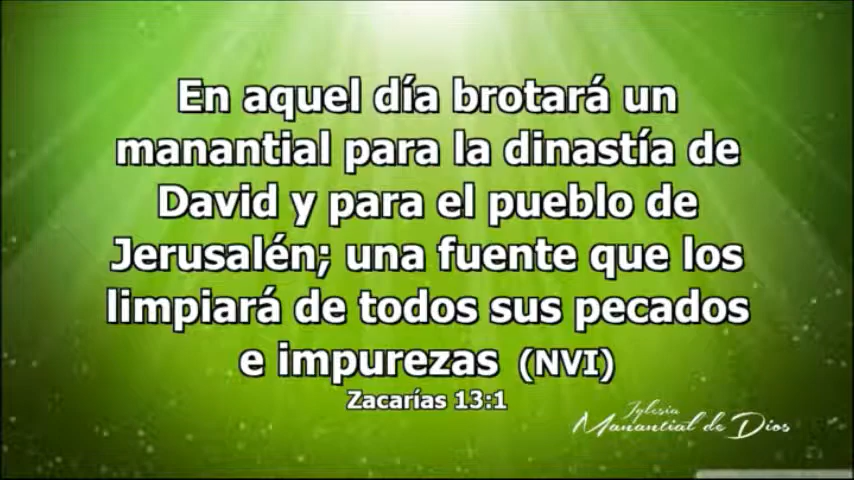 En aquel día brotará un
manantial para la dinastía de
David y para el pueblo de
Jerusalén; una fuente que los
limpiará de todos sus pecados
e impurezas (NVI)
Zacarías 13:1
Iglesia
Manantial de Dios